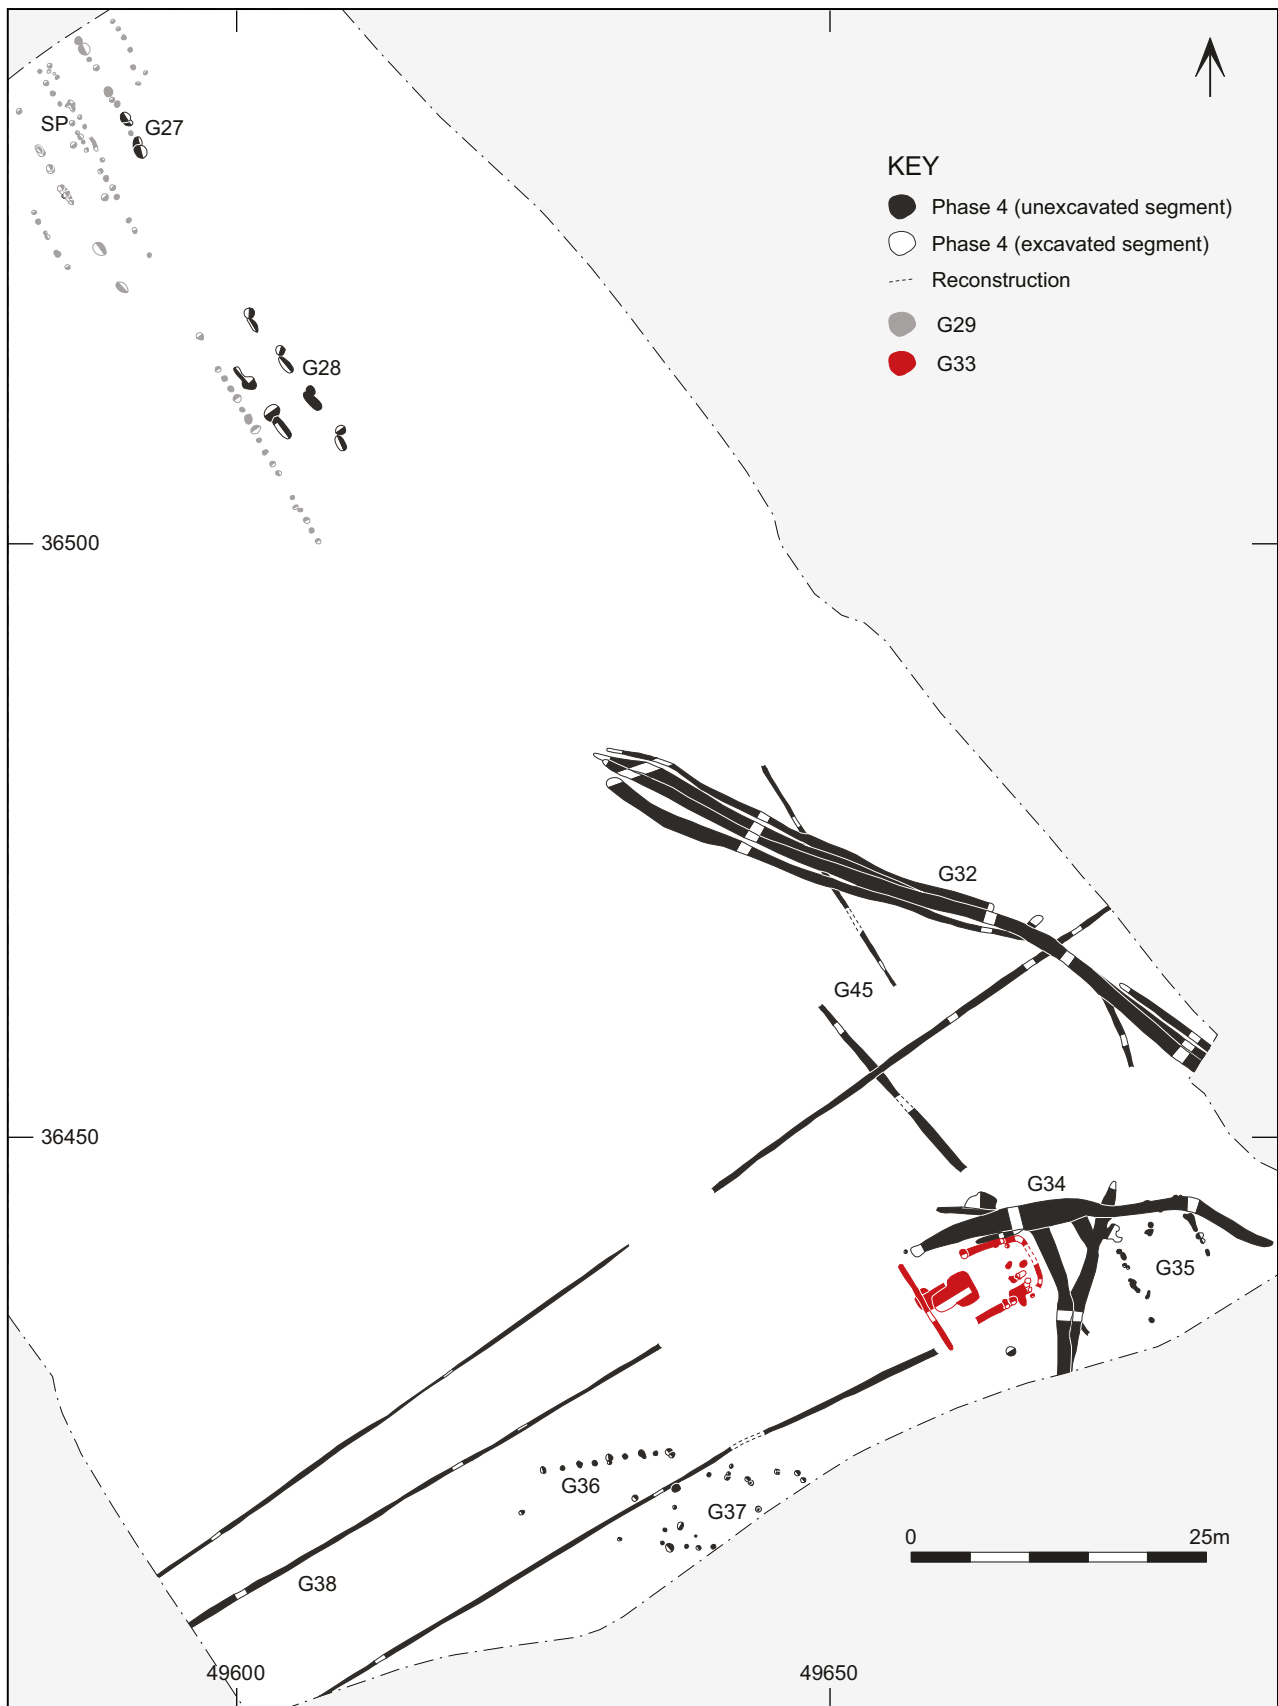 SP
G27
KEY
Phase 4 (unexcavated segment)
Phase 4 (excavated segment)
Reconstruction
G29
G33
G28
36500
G32
G45
36450
G34
G35
G36
G37
G38
0 25m
49600 49650